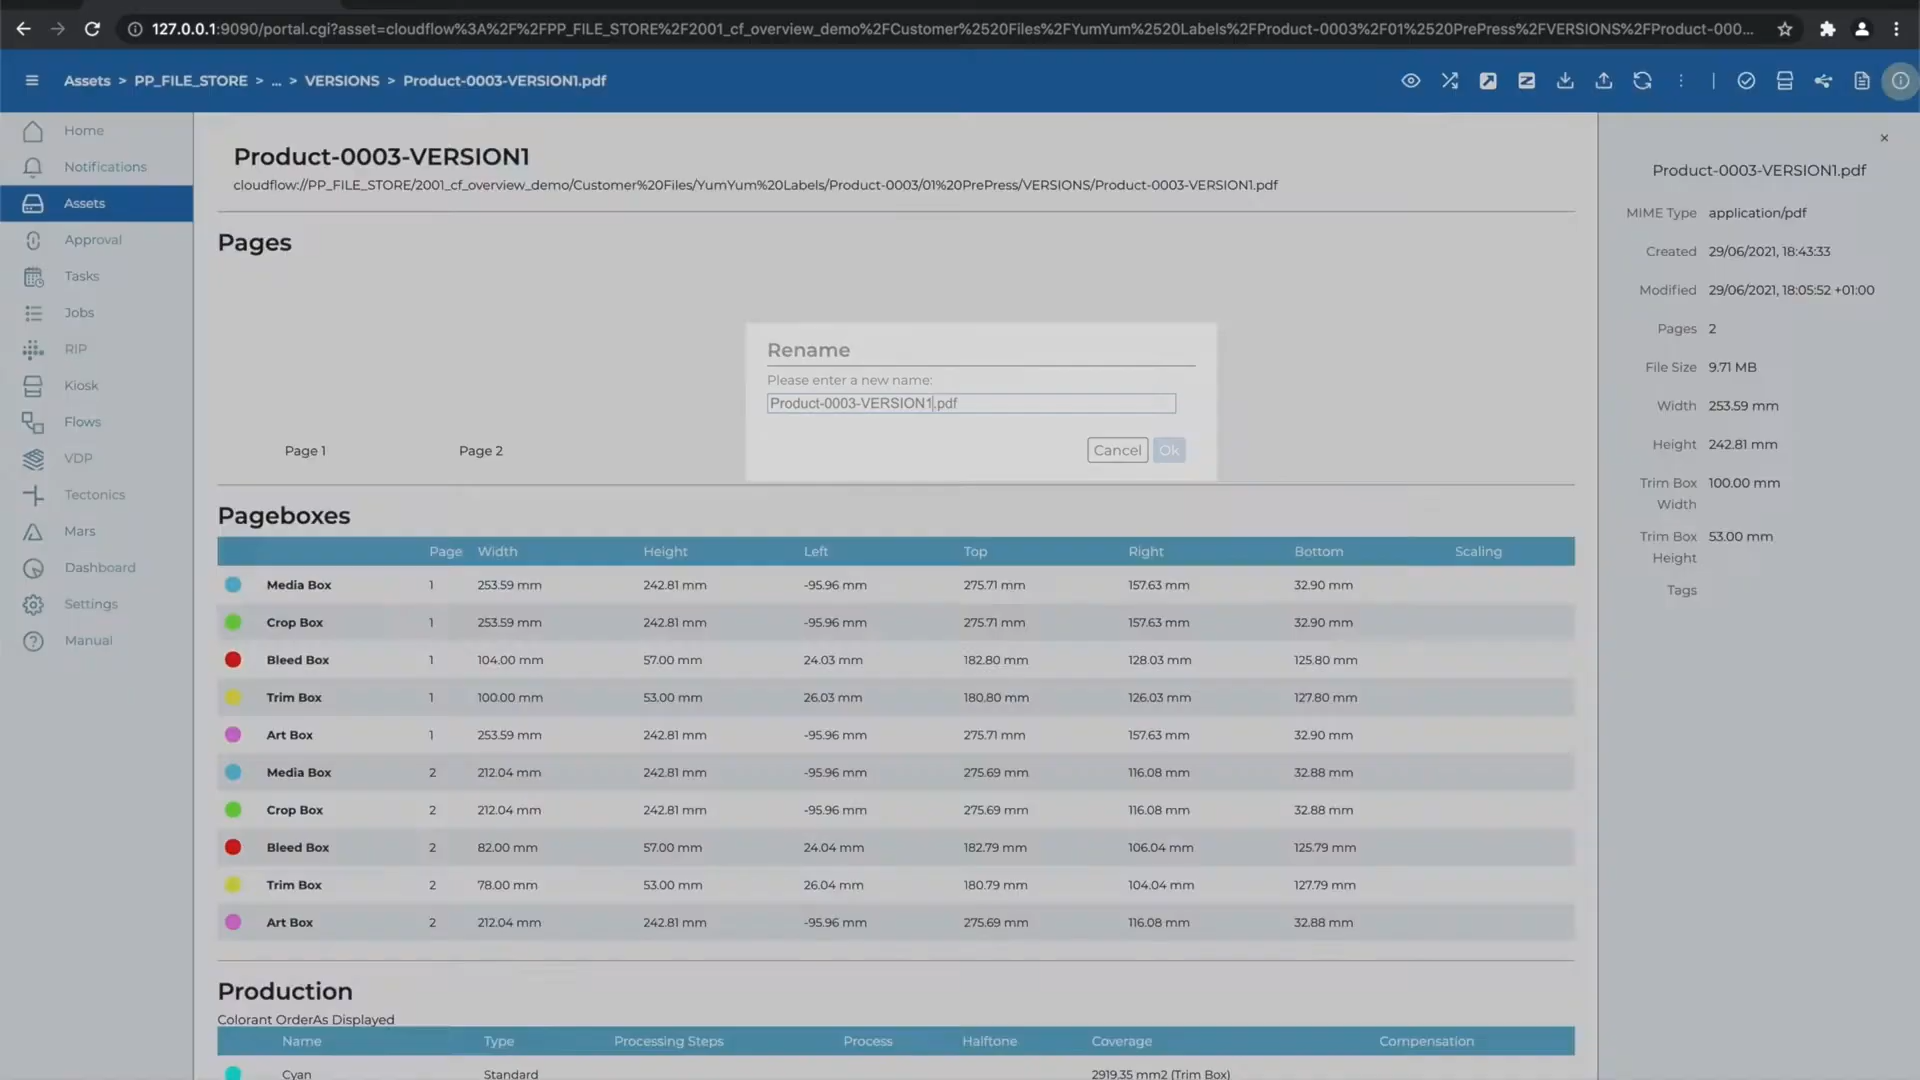 127.0.0.1:9090/portal.cgi?asset=cloudflow%3A%2F%2FPP_FILE_STORE%2F2001_cf_overview_demo%2FCustomer%2520Files%2FYumYum%2520Labels%2FProduct-0003%2F01%2520PrePress%2FVERSIONS%2FProduct-000...
Assets > PP_FILE_STORE > ... > VERSIONS > Product-0003-VERSION1.pdf
Home
Notifications
Assets
Approval
Tasks
Jobs
RIP
Kiosk
Flows
VDP
Tectonics
Mars
Dashboard
Settings
Manual
Product-0003-VERSION1
cloudflow://PP_FILE_STORE/2001_cf_overview_demo/Customer%20Files/YumYum%20Labels/Product-0003/01%20PrePress/VERSIONS/Product-0003-VERSION1.pdf
Pages
Page 1 Page 2
Rename
Please enter a new name:
Product-0003-VERSION1.pdf
Cancel Ok
Pageboxes
Page Width Height Left Top Right Bottom Scaling
Media Box 1 253.59 mm 242.81 mm -95.96 mm 275.71 mm 157.63 mm 32.90 mm
Crop Box 1 253.59 mm 242.81 mm -95.96 mm 275.71 mm 157.63 mm 32.90 mm
Bleed Box 1 104.00 mm 57.00 mm 24.03 mm 182.80 mm 128.03 mm 125.80 mm
Trim Box 1 100.00 mm 53.00 mm 26.03 mm 180.80 mm 126.03 mm 127.80 mm
Art Box 1 253.59 mm 242.81 mm -95.96 mm 275.71 mm 157.63 mm 32.90 mm
Media Box 2 212.04 mm 242.81 mm -95.96 mm 275.69 mm 116.08 mm 32.88 mm
Crop Box 2 212.04 mm 242.81 mm -95.96 mm 275.69 mm 116.08 mm 32.88 mm
Bleed Box 2 82.00 mm 57.00 mm 24.04 mm 182.79 mm 106.04 mm 125.79 mm
Trim Box 2 78.00 mm 53.00 mm 26.04 mm 180.79 mm 104.04 mm 127.79 mm
Art Box 2 212.04 mm 242.81 mm -95.96 mm 275.69 mm 116.08 mm 32.88 mm
Production
Colorant OrderAs Displayed
Name Type Processing Steps Process Halftone Coverage Compensation
Cyan Standard 2919.35 mm2 (Trim Box)
Product-0003-VERSION1.pdf
MIME Type application/pdf
Created 29/06/2021, 18:43:33
Modified 29/06/2021, 18:05:52 +01:00
Pages 2
File Size 9.71 MB
Width 253.59 mm
Height 242.81 mm
Trim Box Width 100.00 mm
Trim Box Height 53.00 mm
Tags